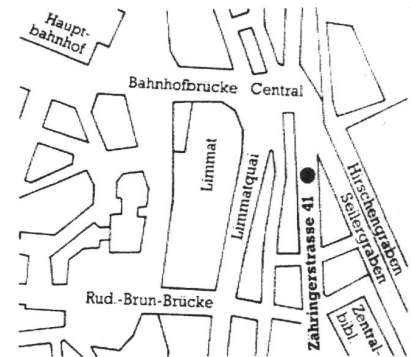 Haupt-
bahnhof
Bahnhofbrücke Central
Limmat
Limmatquai
Hirschengraben
Seilergraben
Zähringerstrasse 41
Rud.-Brun-Brücke
Zentral-
bibl.